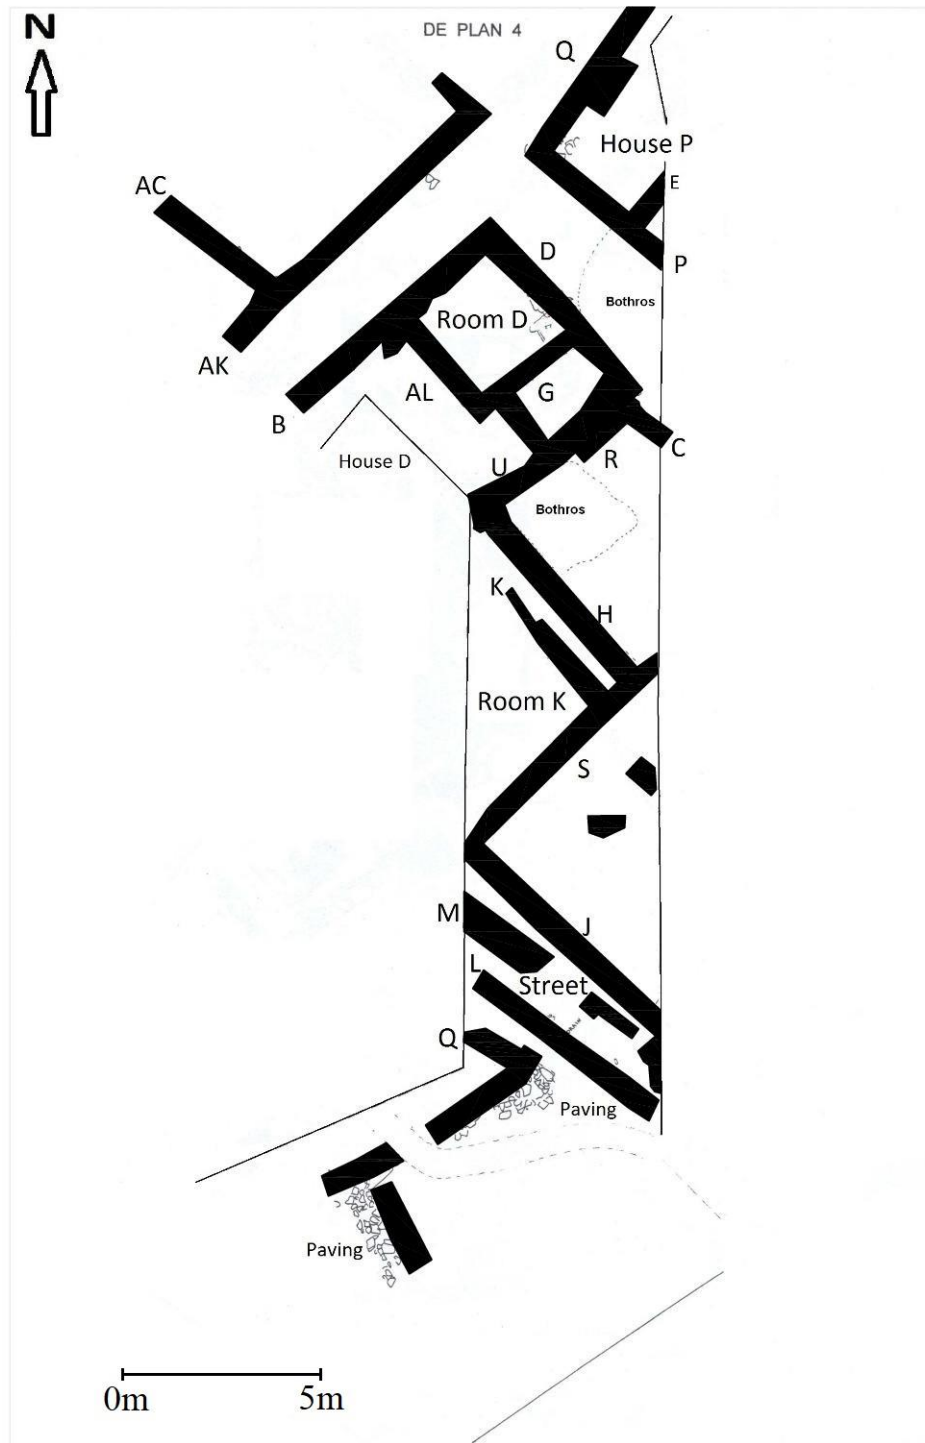 N
DE PLAN 4
Q
House P
AC
E
D
P
Bothros
Room D
AK
AL
G
B
C
House D
U
R
Bothros
K
H
Room K
S
M
J
L
Street
Q
Paving
Paving
0m
5m